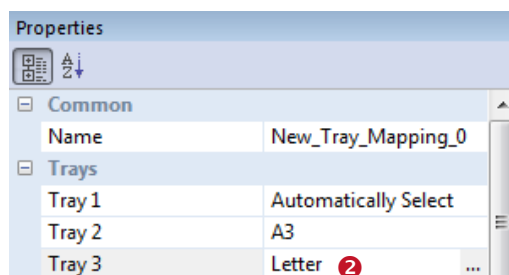 Properties
A Z
Common
Name New_Tray_Mapping_0
Trays
Tray 1 Automatically Select
Tray 2 A3
Tray 3 Letter 2 ...